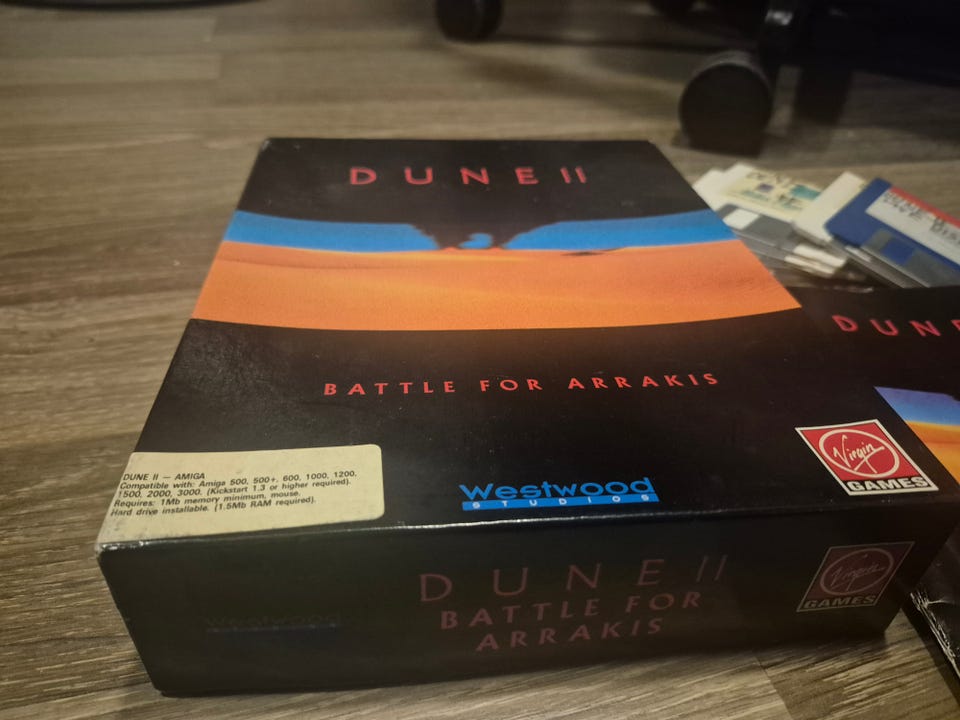 DUNE II
BATTLE FOR ARRAKIS
DUNE II — AMIGA
Compatible with: Amiga 500, 500+, 600, 1000, 1200,
1500, 2000, 3000. (Kickstart 1.3 or higher required).
Requires: 1Mb memory minimum, mouse.
Hard drive installable. (1.5Mb RAM required).
Westwood
STUDIOS
Virgin
GAMES
DUNE II
BATTLE FOR
ARRAKIS
Westwood
Virgin
GAMES
DUNE